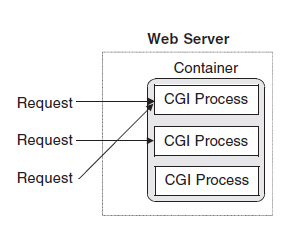 Web Server
Container
Request
CGI Process
Request
CGI Process
Request
CGI Process